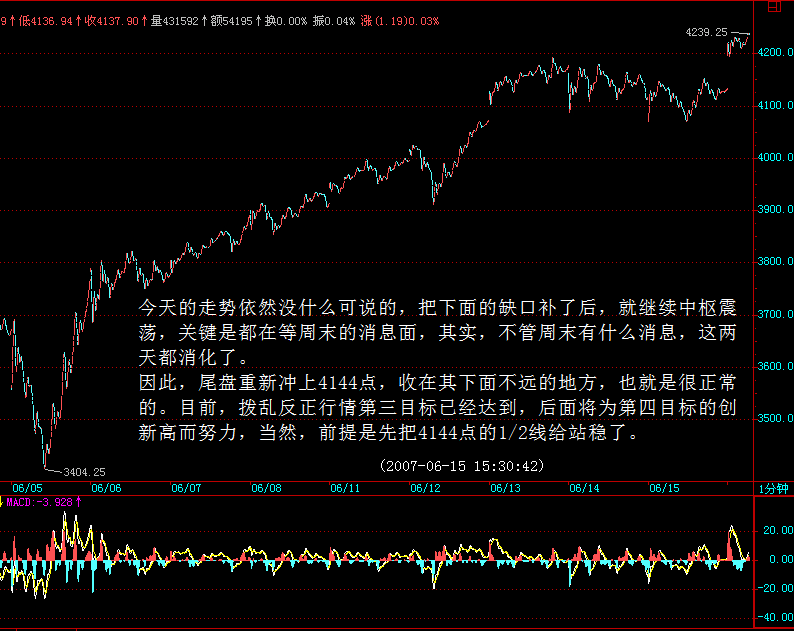 日
9↑低4136.94↑收4137.90↑量431592↑额54195↑换0.00% 振0.04% 涨(1.19)0.03%
4239.25
4200.0
4100.0
4000.0
3900.0
3800.0
3700.0
3600.0
3500.0
今天的走势依然没什么可说的，把下面的缺口补了后，就继续中枢震
荡，关键是都在等周末的消息面，其实，不管周末有什么消息，这两
天都消化了。
因此，尾盘重新冲上4144点，收在其下面不远的地方，也就是很正常
的。目前，拨乱反正行情第三目标已经达到，后面将为第四目标的创
新高而努力，当然，前提是先把4144点的1/2线给站稳了。
(2007-06-15 15:30:42)
3404.25
06/05 06/06 06/07 06/08 06/11 06/12 06/13 06/14 06/15 1分钟
MACD:-3.928↑
20.00
0.00
-20.00
-40.00